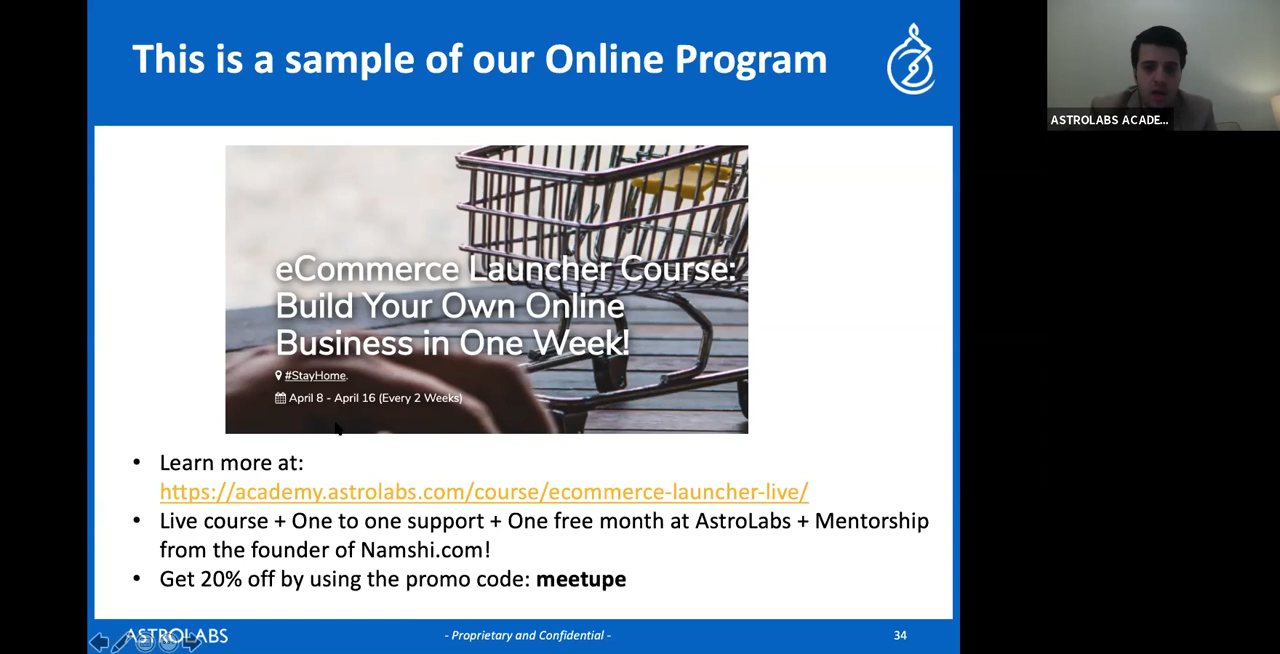 This is a sample of our Online Program
ASTROLABS ACADE...
eCommerce Launcher Course:
Build Your Own Online
Business in One Week!
#StayHome.
April 8 - April 16 (Every 2 Weeks)
• Learn more at:
https://academy.astrolabs.com/course/ecommerce-launcher-live/
• Live course + One to one support + One free month at AstroLabs + Mentorship
from the founder of Namshi.com!
• Get 20% off by using the promo code: meetupe
ASTROLABS
- Proprietary and Confidential -
34